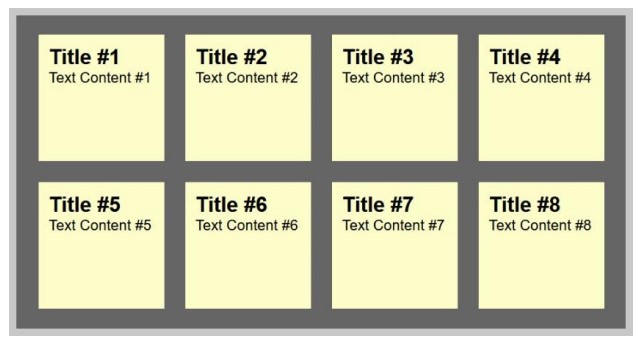 Title #1
Text Content #1
Title #2
Text Content #2
Title #3
Text Content #3
Title #4
Text Content #4
Title #5
Text Content #5
Title #6
Text Content #6
Title #7
Text Content #7
Title #8
Text Content #8